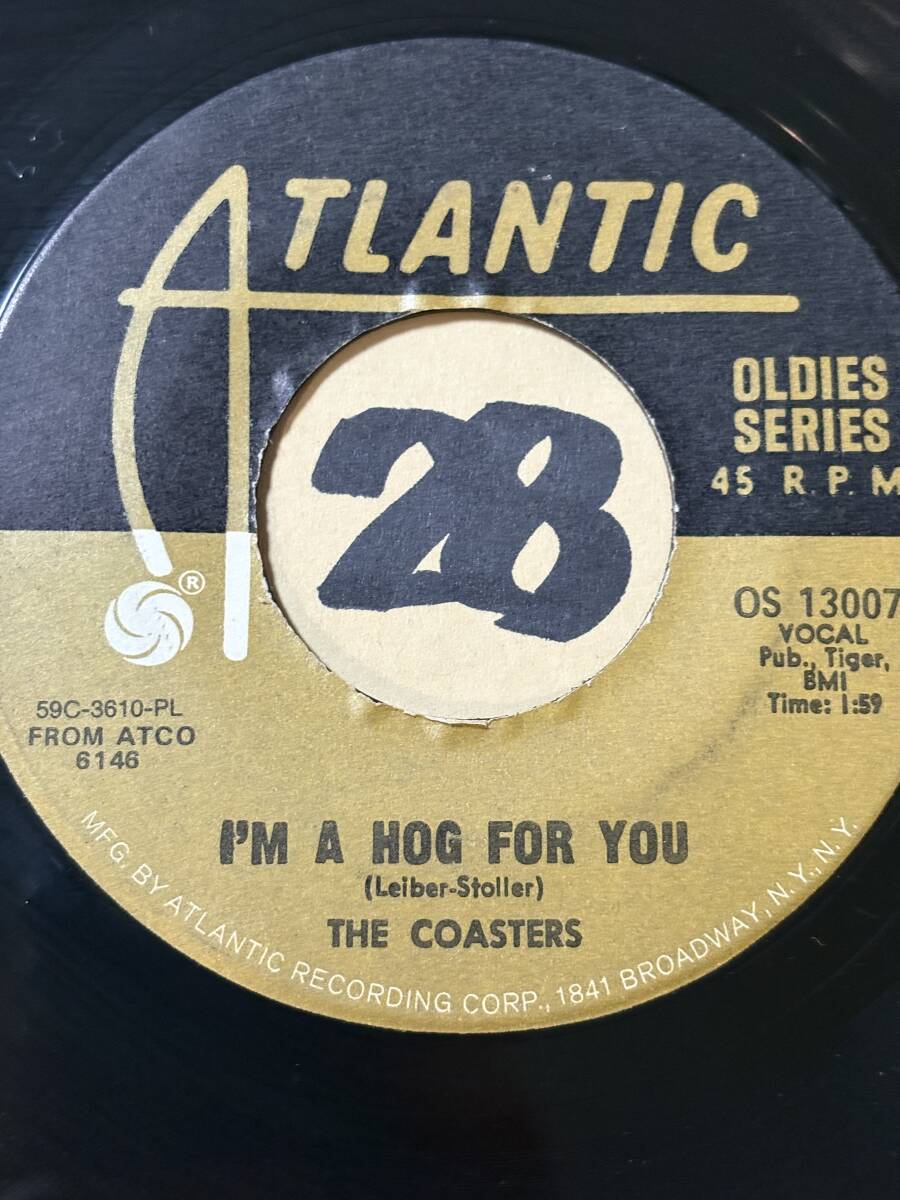 ATLANTIC
OLDIES
SERIES
45 R.P.M
28
®
OS 13007
VOCAL
Pub., Tiger,
BMI
Time: 1:59
59C-3610-PL
FROM ATCO
6146
I'M A HOG FOR YOU
(Leiber-Stoller)
THE COASTERS
MFG. BY ATLANTIC RECORDING CORP., 1841 BROADWAY, N.Y., N.Y.